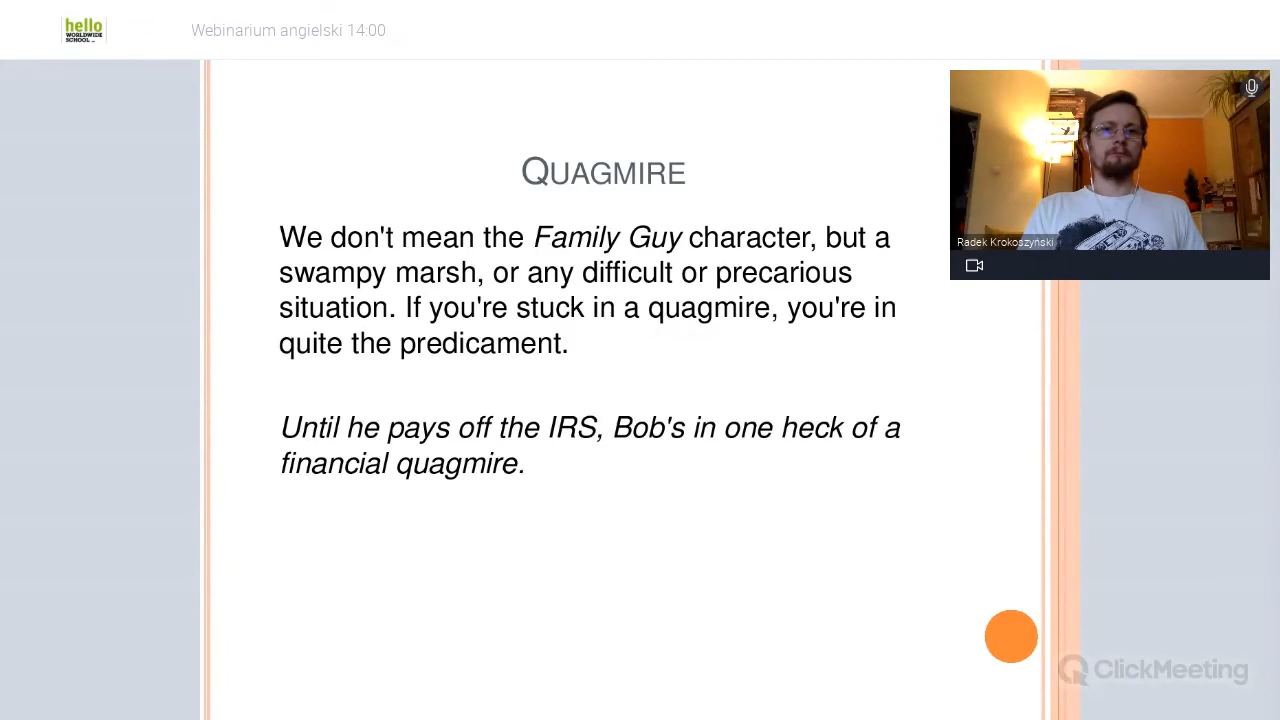 hello
WORLDWIDE
SCHOOL
Webinarium angielski 14:00
QUAGMIRE
We don't mean the Family Guy character, but a
swampy marsh, or any difficult or precarious
situation. If you're stuck in a quagmire, you're in
quite the predicament.
Until he pays off the IRS, Bob's in one heck of a
financial quagmire.
Radek Krokoszyński
ClickMeeting